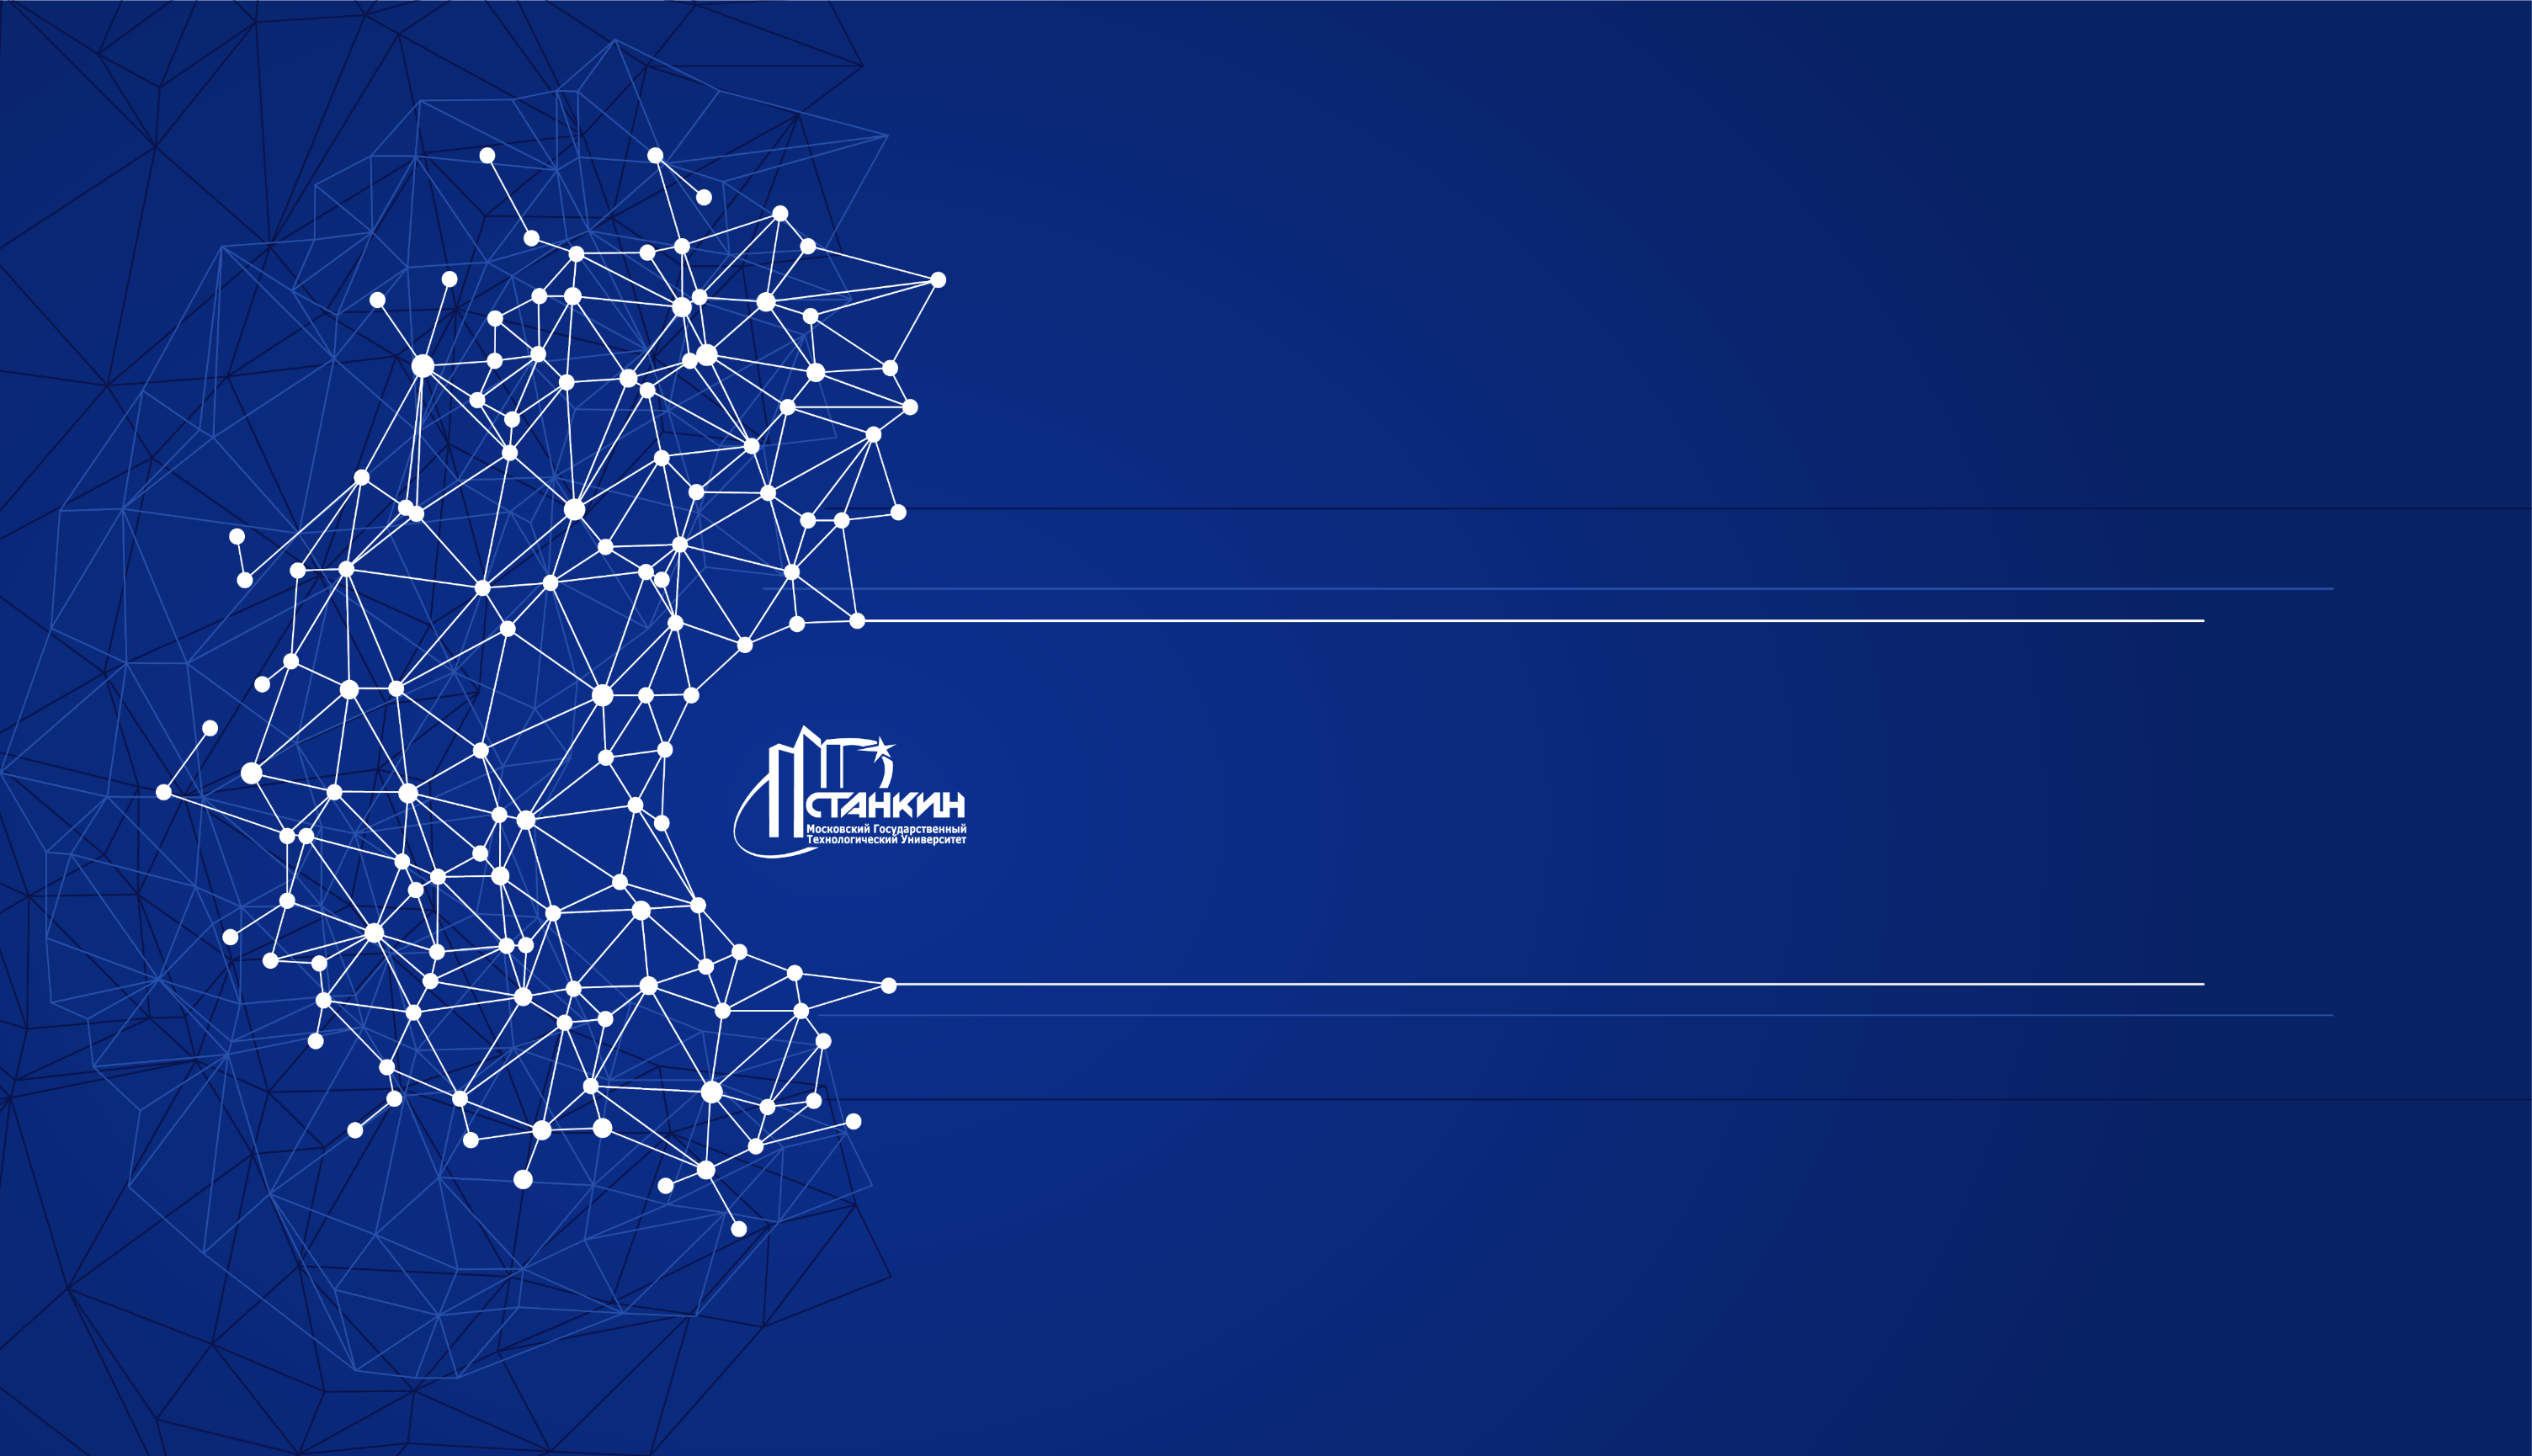 СТАНКИН
Московский Государственный
Технологический Университет